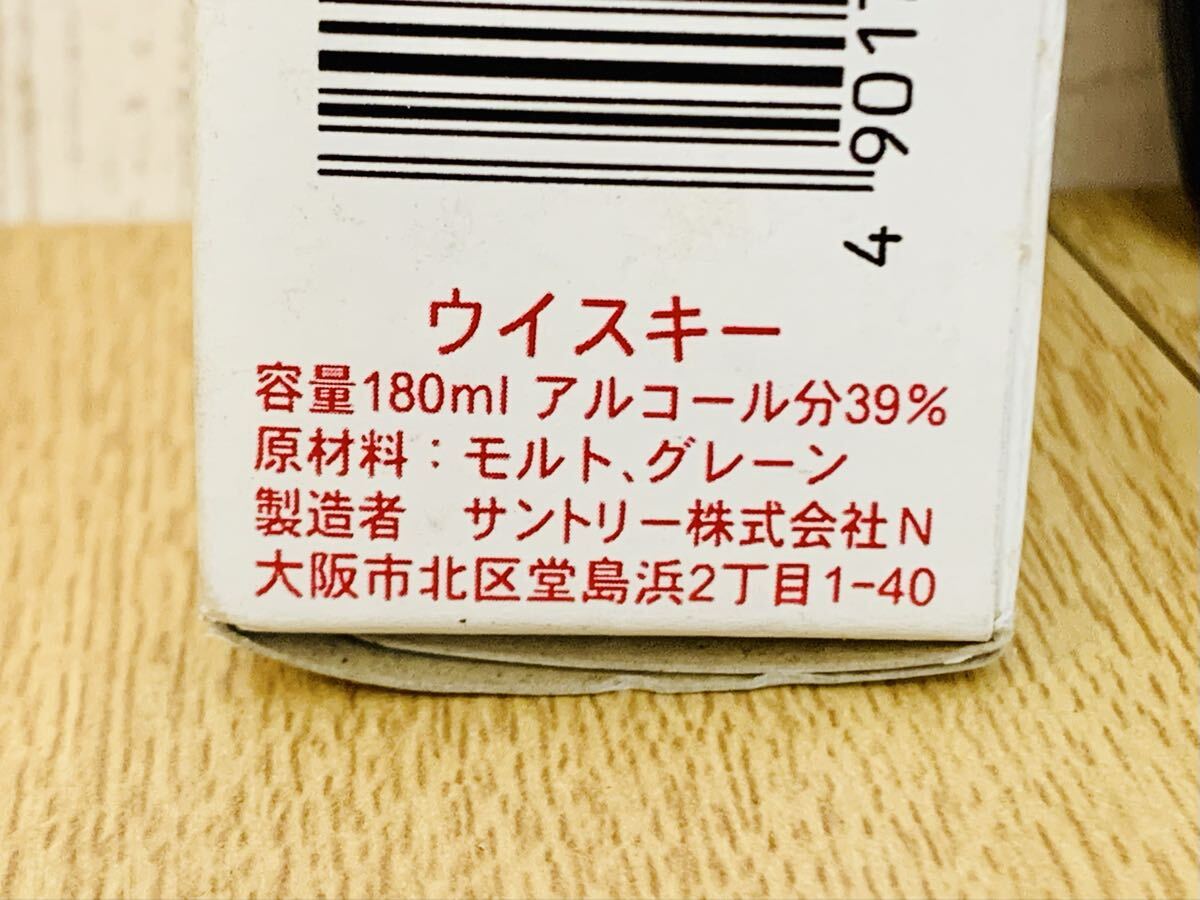 4 901
ウイスキー
容量180ml アルコール分39%
原材料：モルト、グレーン
製造者　サントリー株式会社N
大阪市北区堂島浜2丁目1-40